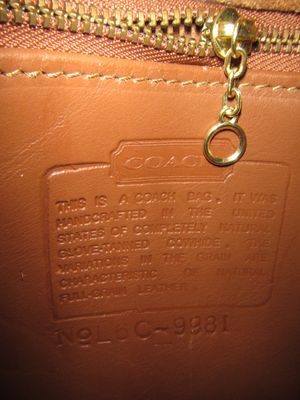 COACH
THIS IS A COACH BAG. IT WAS
HANDCRAFTED IN THE UNITED
STATES OF COMPLETELY NATURAL
GLOVE-TANNED COWHIDE. THE
VARIATIONS IN THE GRAIN ARE
CHARACTERISTIC OF NATURAL
FULL-GRAIN LEATHER.
No L6C-9981